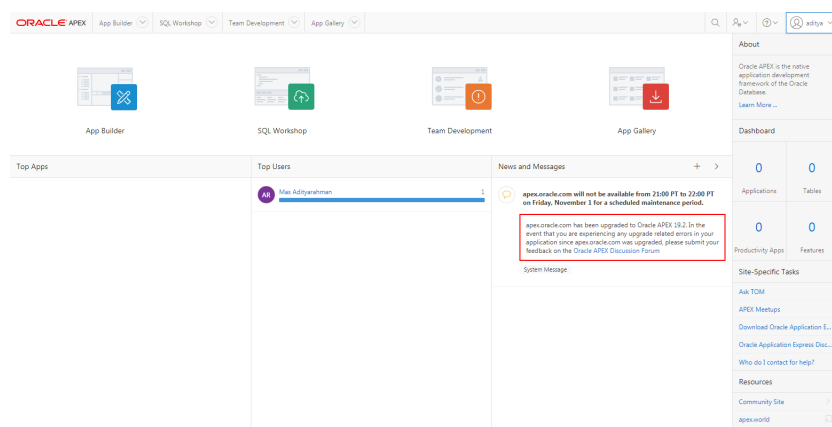 ORACLE APEX App Builder SQL Workshop Team Development App Gallery aditya
App Builder
SQL Workshop
Team Development
App Gallery
Top Apps
Top Users
AR Mas Adityarahman 1
News and Messages + >
apex.oracle.com will not be available from 21:00 PT to 22:00 PT
on Friday, November 1 for a scheduled maintenance period.
apex.oracle.com has been upgraded to Oracle APEX 19.2. In the
event that you are experiencing any upgrade related errors in your
application since apex.oracle.com was upgraded, please submit your
feedback on the Oracle APEX Discussion Forum
System Message
About
Oracle APEX is the native
application development
framework of the Oracle
Database.
Learn More ...
Dashboard
0 0
Applications Tables
0 0
Productivity Apps Features
Site-Specific Tasks
Ask TOM
APEX Meetups
Download Oracle Application E...
Oracle Application Express Disc...
Who do I contact for help?
Resources
Community Site
apex.world